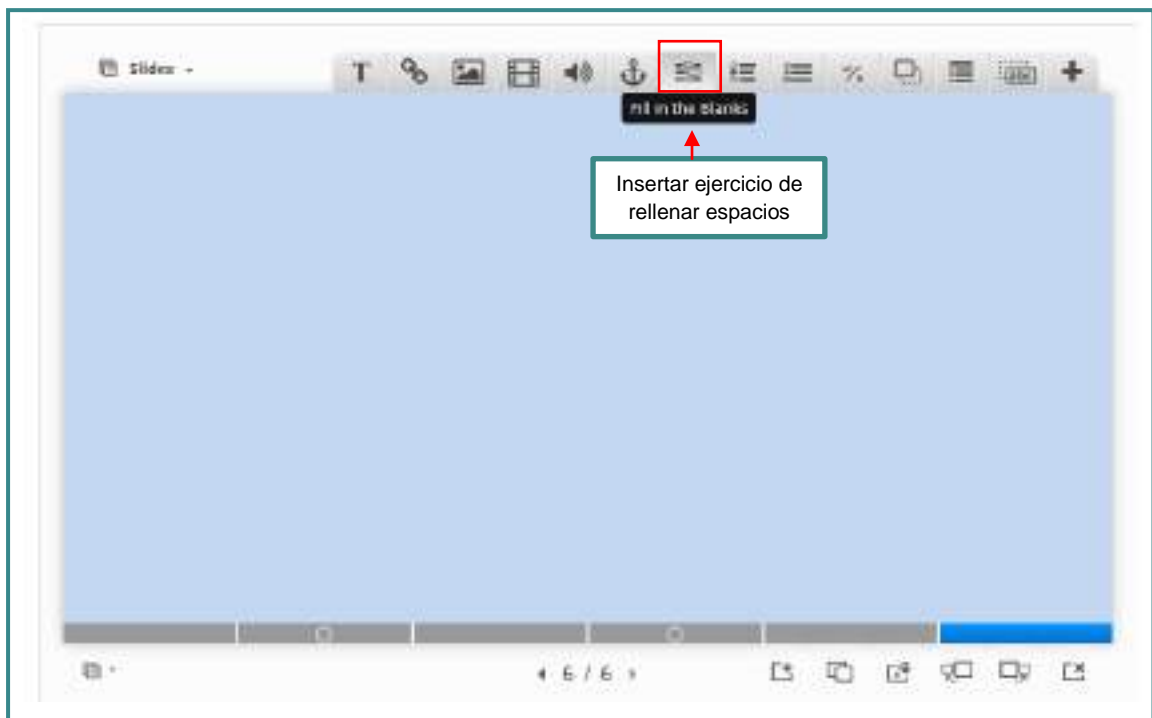 Slides
T
Fill in the Blanks
Insertar ejercicio de
rellenar espacios
6 / 6